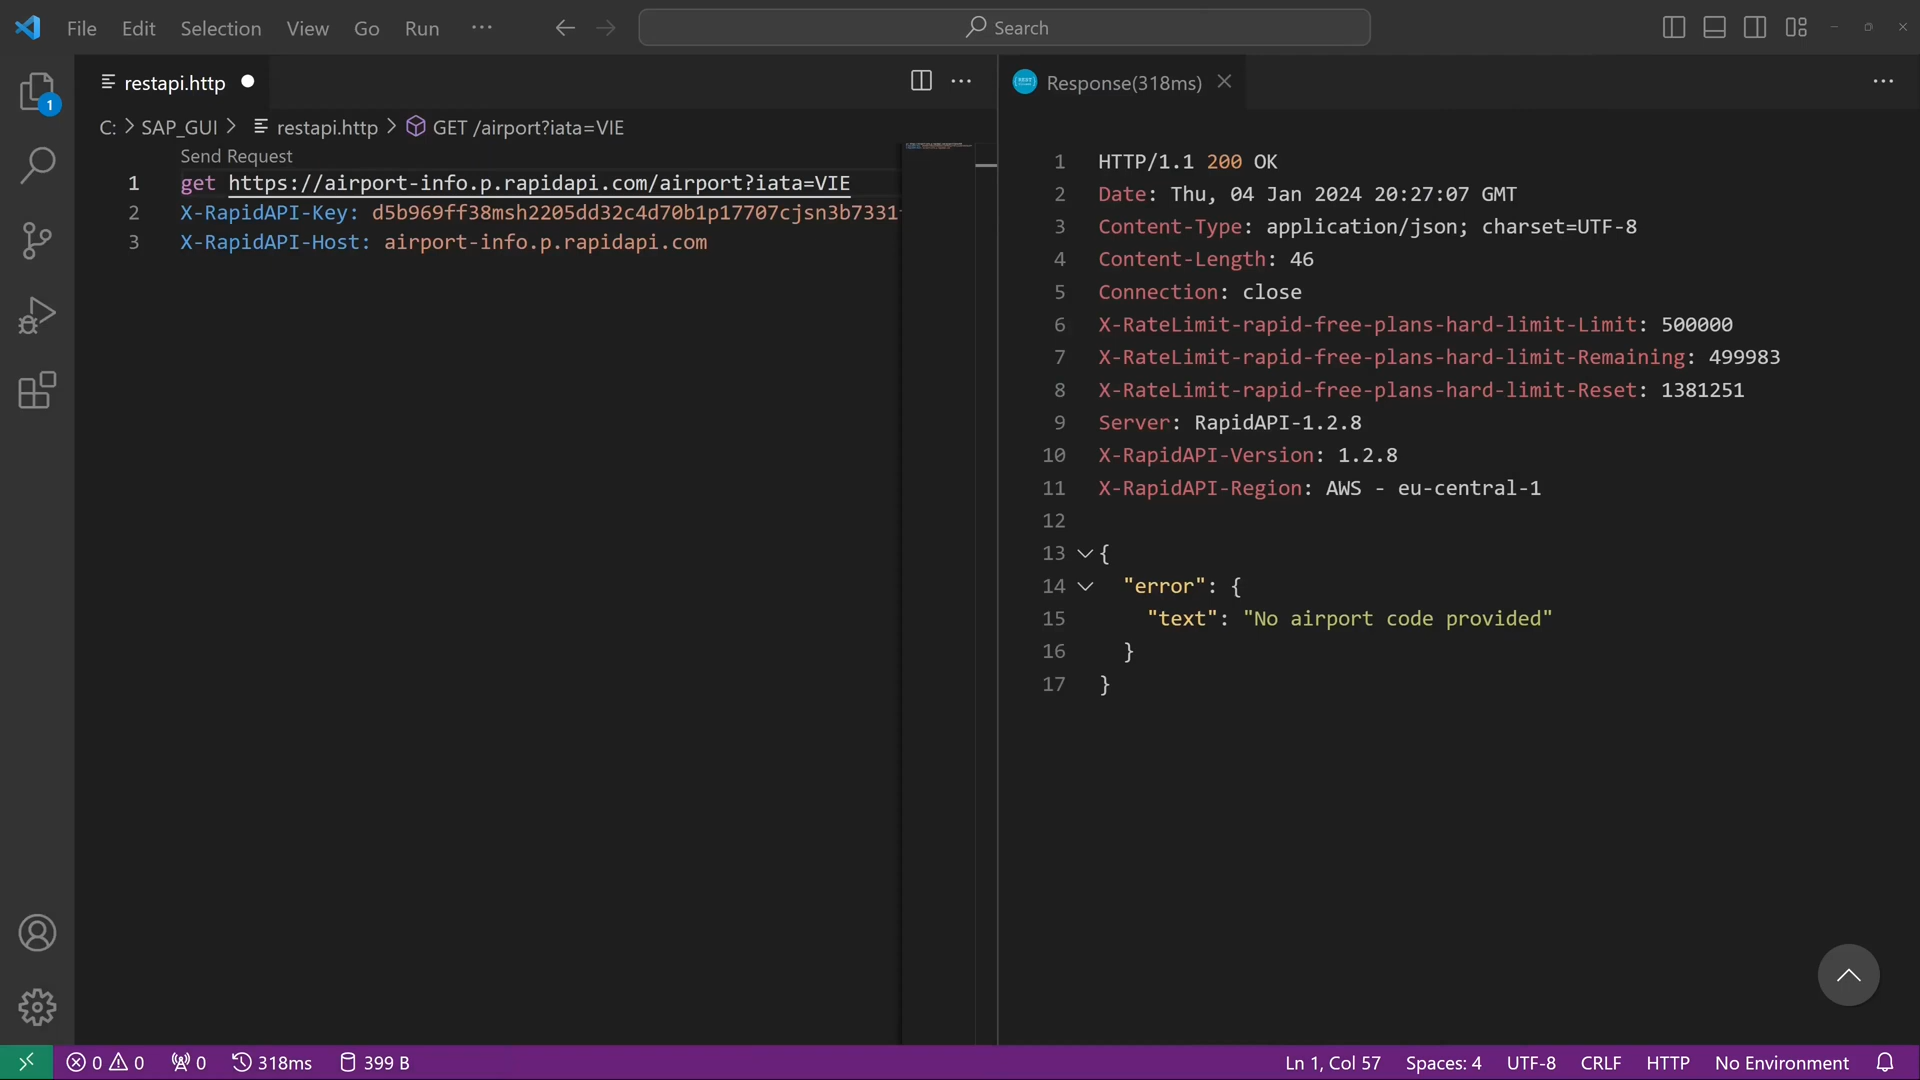 File Edit Selection View Go Run ··· Search
restapi.http
C: > SAP_GUI > restapi.http > GET /airport?iata=VIE
Send Request
1 get https://airport-info.p.rapidapi.com/airport?iata=VIE
2 X-RapidAPI-Key: d5b969ff38msh2205dd32c4d70b1p17707cjsn3b7331
3 X-RapidAPI-Host: airport-info.p.rapidapi.com
Response(318ms)
1 HTTP/1.1 200 OK
2 Date: Thu, 04 Jan 2024 20:27:07 GMT
3 Content-Type: application/json; charset=UTF-8
4 Content-Length: 46
5 Connection: close
6 X-RateLimit-rapid-free-plans-hard-limit-Limit: 500000
7 X-RateLimit-rapid-free-plans-hard-limit-Remaining: 499983
8 X-RateLimit-rapid-free-plans-hard-limit-Reset: 1381251
9 Server: RapidAPI-1.2.8
10 X-RapidAPI-Version: 1.2.8
11 X-RapidAPI-Region: AWS - eu-central-1
12
13 {
14 "error": {
15 "text": "No airport code provided"
16 }
17 }
1
0 0 0 318ms 399 B Ln 1, Col 57 Spaces: 4 UTF-8 CRLF HTTP No Environment